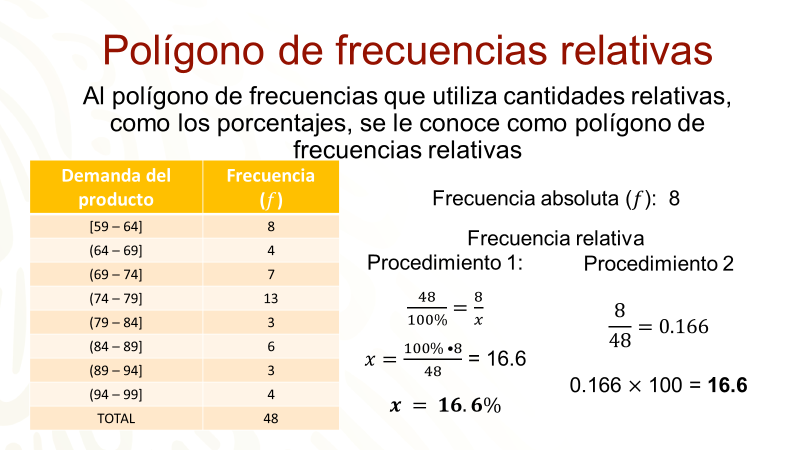 Polígono de frecuencias relativas
Al polígono de frecuencias que utiliza cantidades relativas,
como los porcentajes, se le conoce como polígono de
frecuencias relativas
Demanda del producto Frecuencia (𝑓)
[59 – 64] 8
(64 – 69] 4
(69 – 74] 7
(74 – 79] 13
(79 – 84] 3
(84 – 89] 6
(89 – 94] 3
(94 – 99] 4
TOTAL 48
Frecuencia absoluta (𝑓): 8
Frecuencia relativa
Procedimiento 1:
48/100% = 8/𝑥
𝑥 = 100% •8/48 = 16.6
𝒙 = 𝟏𝟔.𝟔%
Procedimiento 2
8/48 = 0.166
0.166 × 100 = 16.6